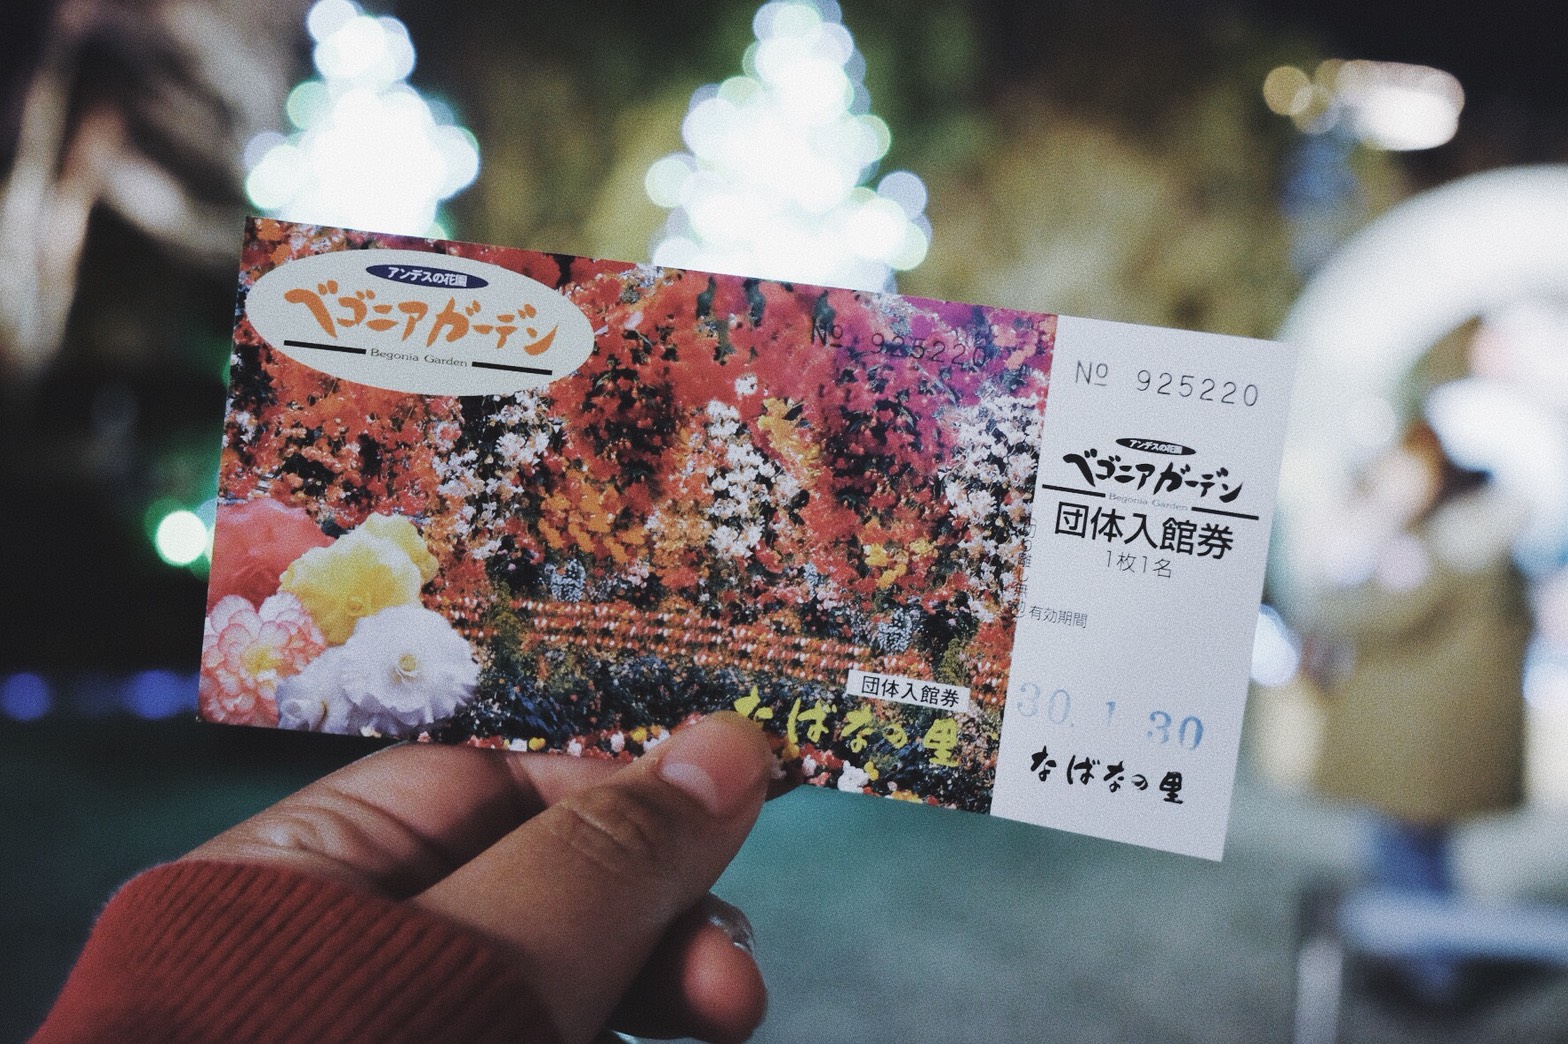 アンデスの花園
ベゴニアガーデン
Begonia Garden
№ 925220
団体入館券
なばなの里
№ 925220
アンデスの花園
ベゴニアガーデン
Begonia Garden
団体入館券
1枚1名
有効期間
30. 1. 30
なばなの里